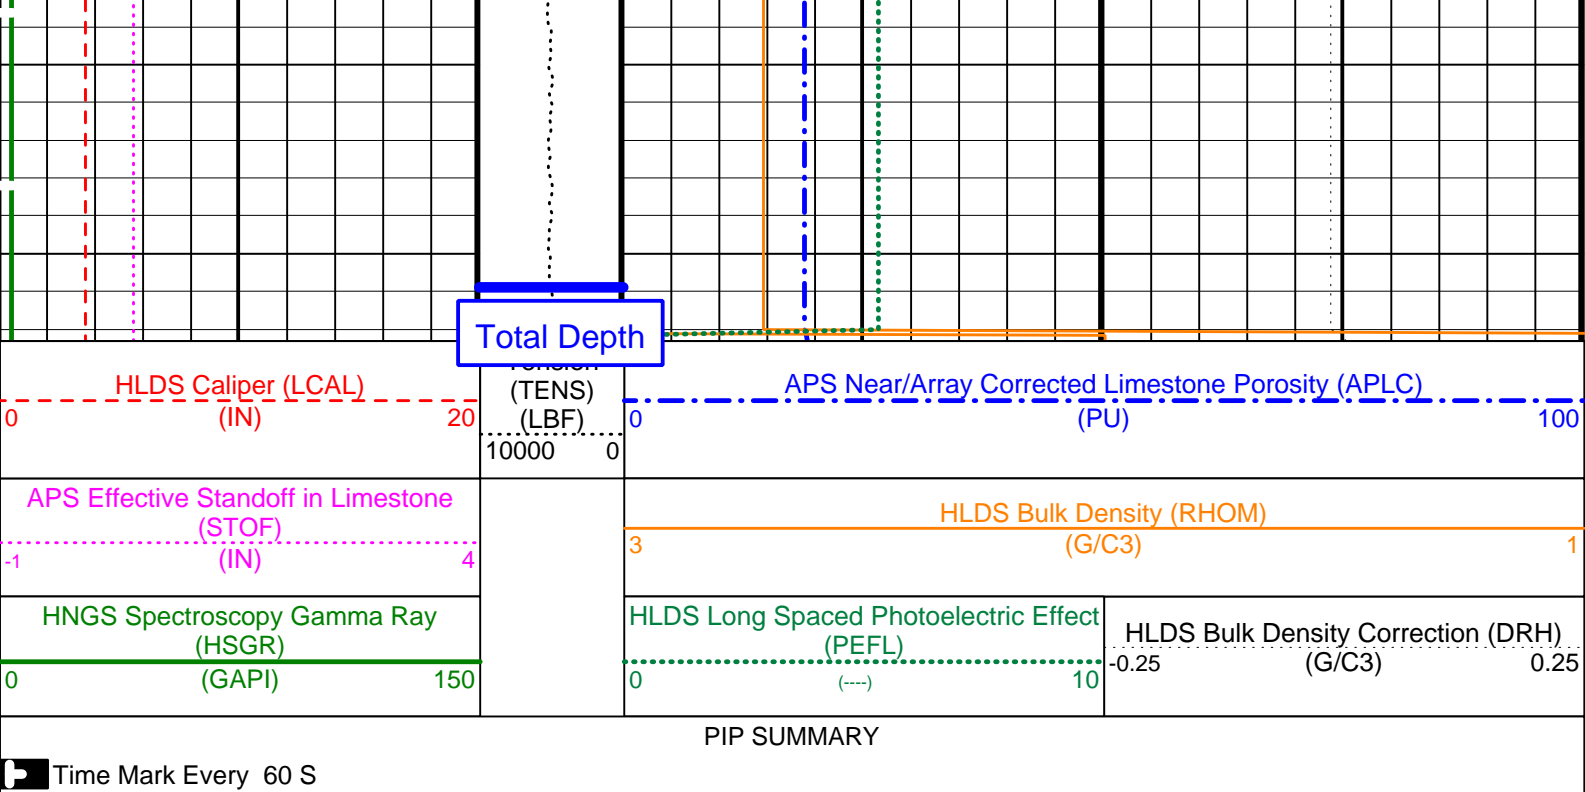 Total Depth
HLDS Caliper (LCAL)
0 (IN) 20
(TENS)
(LBF)
10000 0
APS Near/Array Corrected Limestone Porosity (APLC)
0 (PU) 100
APS Effective Standoff in Limestone
(STOF)
-1 (IN) 4
HLDS Bulk Density (RHOM)
3 (G/C3) 1
HNGS Spectroscopy Gamma Ray
(HSGR)
0 (GAPI) 150
HLDS Long Spaced Photoelectric Effect
(PEFL)
0 (----) 10
HLDS Bulk Density Correction (DRH)
-0.25 (G/C3) 0.25
PIP SUMMARY
Time Mark Every 60 S